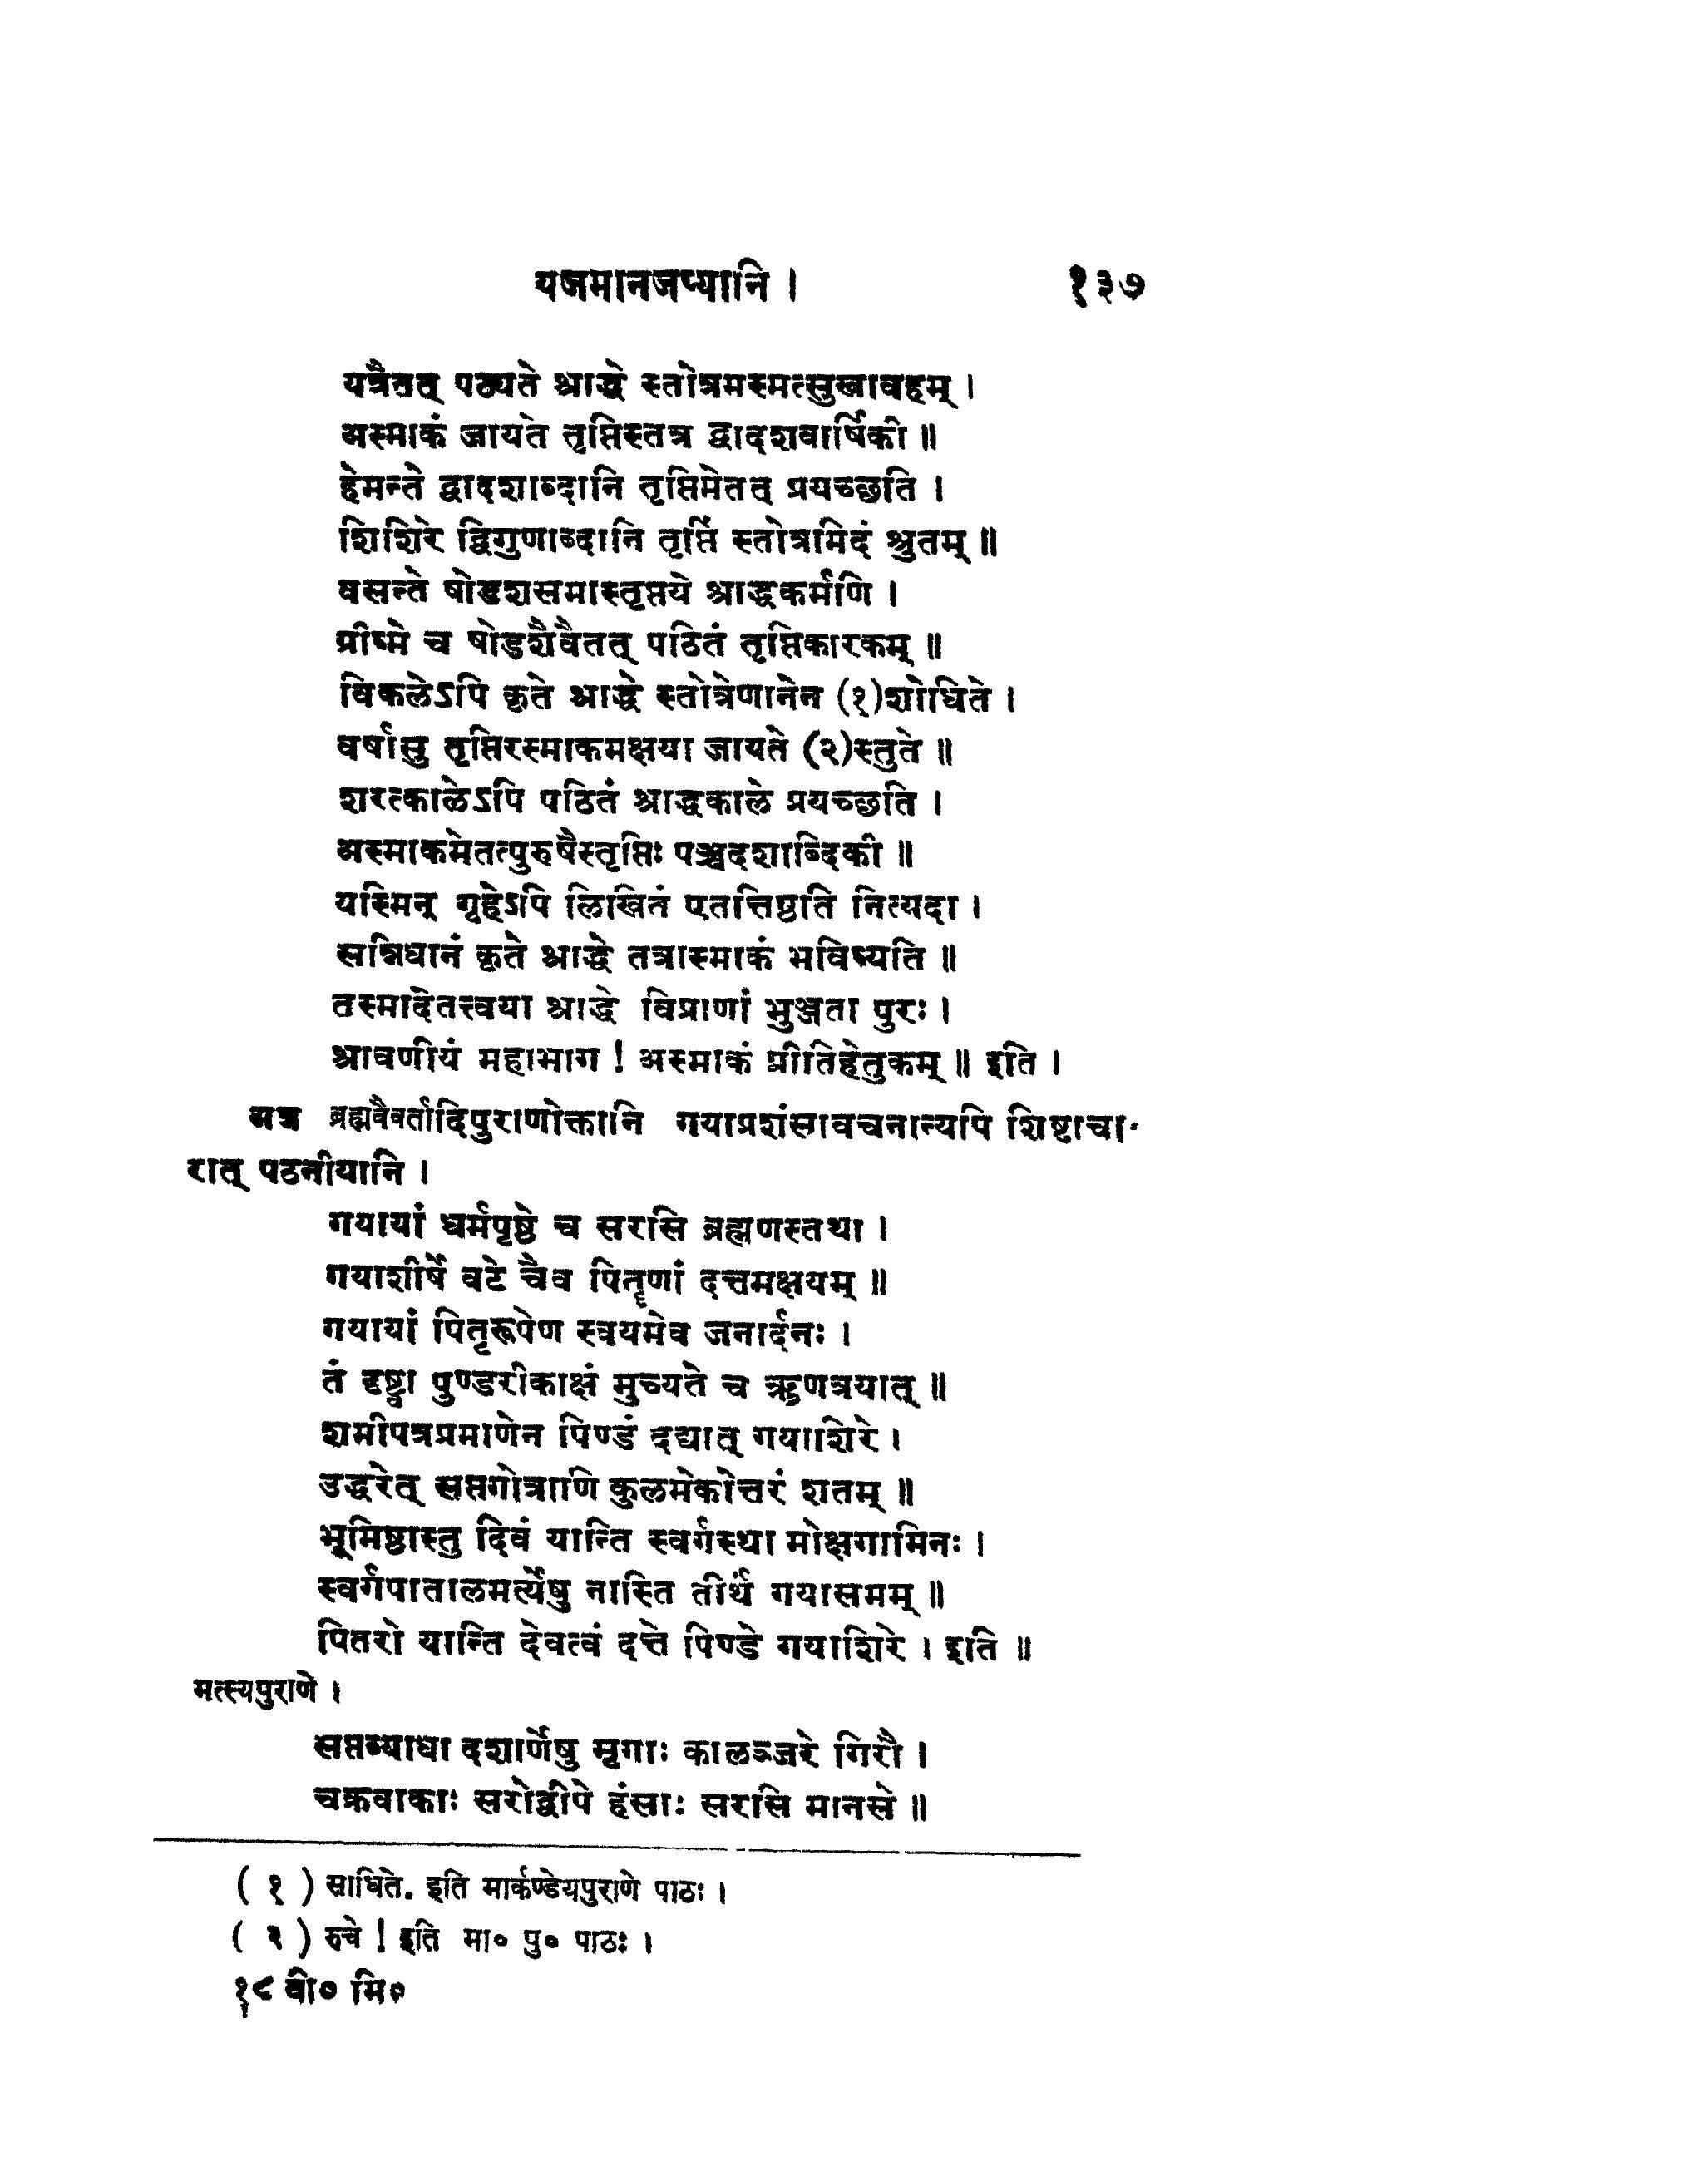 यजमानजप्यानि । १३७
यत्रैतत् पठ्यते श्राद्धे स्तोत्रमस्मत्सुखावहम् ।
अस्माकं जायते तृप्तिस्तत्र द्वादशवार्षिकी ॥
हेमन्ते द्वादशाब्दानि तृप्तिमेतत् प्रयच्छति ।
शिशिरे द्विगुणाब्दानि तृप्तिं स्तोत्रमिदं श्रुतम् ॥
वसन्ते षोडशसमास्तृप्तये श्राद्धकर्मणि ।
ग्रीष्मे च षोडशैवैतत् पठितं तृप्तिकारकम् ॥
विकलेऽपि कृते श्राद्धे स्तोत्रेणानेन (१)शोधिते ।
वर्षासु तृप्तिरस्माकमक्षया जायते (२)स्तुते ॥
शरत्कालेऽपि पठितं श्राद्धकाले प्रयच्छति ।
अस्माकमेतत्पुरुषैस्तृप्तिः पञ्चदशाब्दिकी ॥
यस्मिन् गृहेऽपि लिखितं एतत्तिष्ठति नित्यदा ।
सन्निधानं कृते श्राद्धे तत्रास्माकं भविष्यति ॥
तस्मादेतत्त्वया श्राद्धे विप्राणां भुञ्जता पुरः ।
श्रावणीयं महाभाग ! अस्माकं प्रीतिहेतुकम् ॥ इति ।
अत्र ब्रह्मवैवर्तादिपुराणोक्तानि गयाप्रशंसावचनान्यपि शिष्टाचा-
रात् पठनीयानि ।
गयायां धर्मपृष्ठे च सरसि ब्रह्मणस्तथा ।
गयाशीर्षे वटे चैव पितॄणां दत्तमक्षयम् ॥
गयायां पितृरूपेण स्वयमेव जनार्दनः ।
तं दृष्ट्वा पुण्डरीकाक्षं मुच्यते च ऋणत्रयात् ॥
शमीपत्रप्रमाणेन पिण्डं दद्यात् गयाशिरे ।
उद्धरेत् सप्तगोत्राणि कुलमेकोत्तरं शतम् ॥
भूमिष्ठास्तु दिवं यान्ति स्वर्गस्था मोक्षगामिनः ।
स्वर्गपातालमर्त्येषु नास्ति तीर्थं गयासमम् ॥
पितरो यान्ति देवत्वं दत्ते पिण्डे गयाशिरे । इति ॥
मत्स्यपुराणे ।
सप्तव्याधा दशार्णेषु मृगाः कालञ्जरे गिरौ ।
चक्रवाकाः सरोद्वीपे हंसाः सरसि मानसे ॥
( १ ) साधिते. इति मार्कण्डेयपुराणे पाठः ।
( २ ) रुचे ! इति मा० पु० पाठः ।
१८ वी० मि०